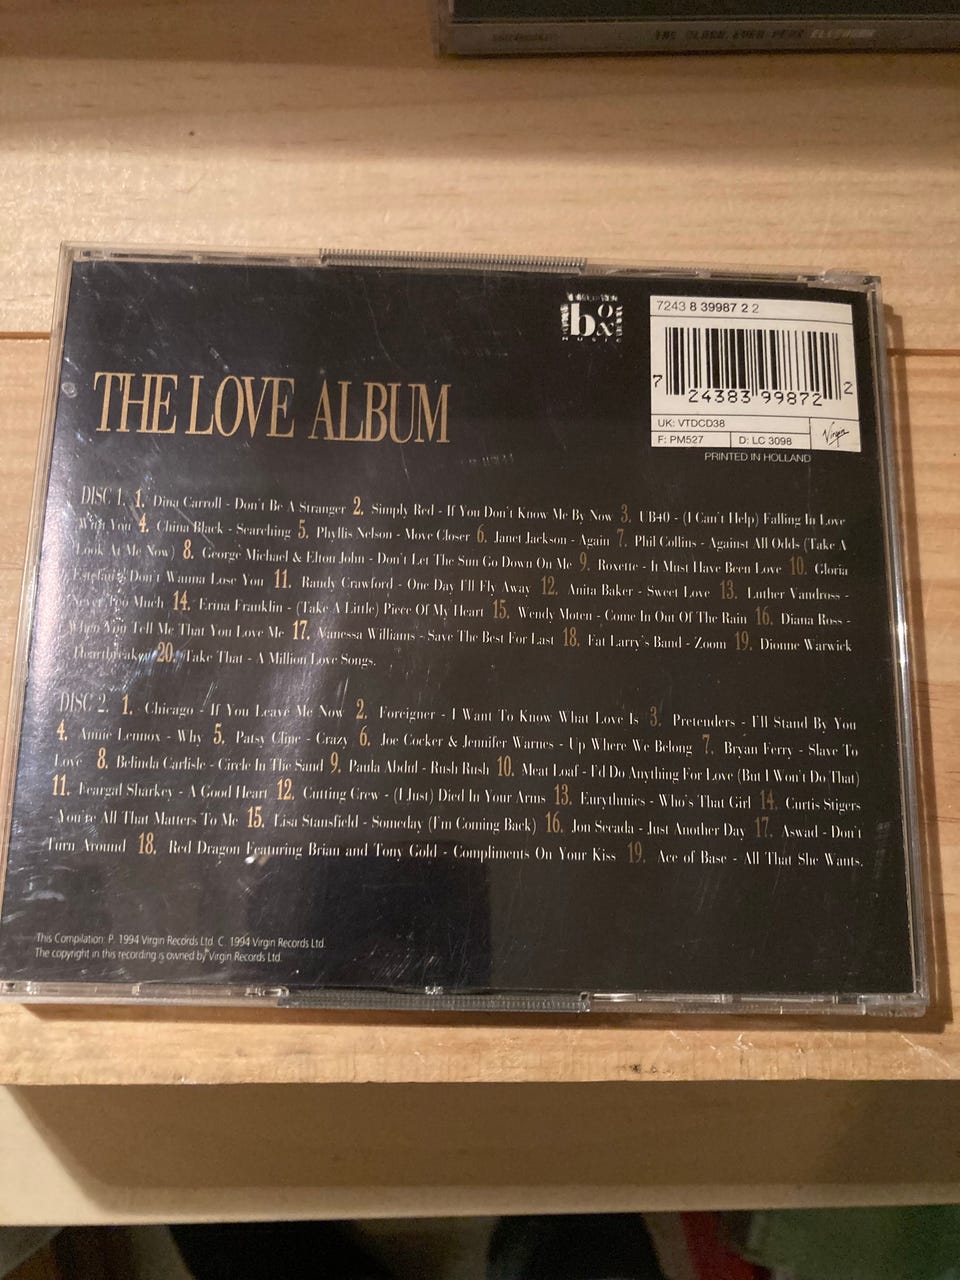 THE BLACK EYED PEAS ELEPHUNK
box
MUSIC
7243 8 39987 2 2
7 24383 99872 2
UK: VTDCD38
F: PM527 D: LC 3098
Virgin
PRINTED IN HOLLAND
THE LOVE ALBUM
DISC 1. 1. Dina Carroll - Don't Be A Stranger 2. Simply Red - If You Don't Know Me By Now 3. UB40 - (I Can't Help) Falling In Love
With You 4. China Black - Searching 5. Phyllis Nelson - Move Closer 6. Janet Jackson - Again 7. Phil Collins - Against All Odds (Take A
Look At Me Now) 8. George Michael & Elton John - Don't Let The Sun Go Down On Me 9. Roxette - It Must Have Been Love 10. Gloria
Estefan - Don't Wanna Lose You 11. Randy Crawford - One Day I'll Fly Away 12. Anita Baker - Sweet Love 13. Luther Vandross -
Never Too Much 14. Erma Franklin - (Take A Little) Piece Of My Heart 15. Wendy Moten - Come In Out Of The Rain 16. Diana Ross -
When You Tell Me That You Love Me 17. Vanessa Williams - Save The Best For Last 18. Fat Larry's Band - Zoom 19. Dionne Warwick
Heartbreaker 20. Take That - A Million Love Songs.
DISC 2. 1. Chicago - If You Leave Me Now 2. Foreigner - I Want To Know What Love Is 3. Pretenders - I'll Stand By You
4. Annie Lennox - Why 5. Patsy Cline - Crazy 6. Joe Cocker & Jennifer Warnes - Up Where We Belong 7. Bryan Ferry - Slave To
Love 8. Belinda Carlisle - Circle In The Sand 9. Paula Abdul - Rush Rush 10. Meat Loaf - I'd Do Anything For Love (But I Won't Do That)
11. Feargal Sharkey - A Good Heart 12. Cutting Crew - (I Just) Died In Your Arms 13. Eurythmics - Who's That Girl 14. Curtis Stigers
You're All That Matters To Me 15. Lisa Stansfield - Someday (I'm Coming Back) 16. Jon Secada - Just Another Day 17. Aswad - Don't
Turn Around 18. Red Dragon Featuring Brian and Tony Gold - Compliments On Your Kiss 19. Ace of Base - All That She Wants.
This Compilation: P. 1994 Virgin Records Ltd. C. 1994 Virgin Records Ltd.
The copyright in this recording is owned by Virgin Records Ltd.